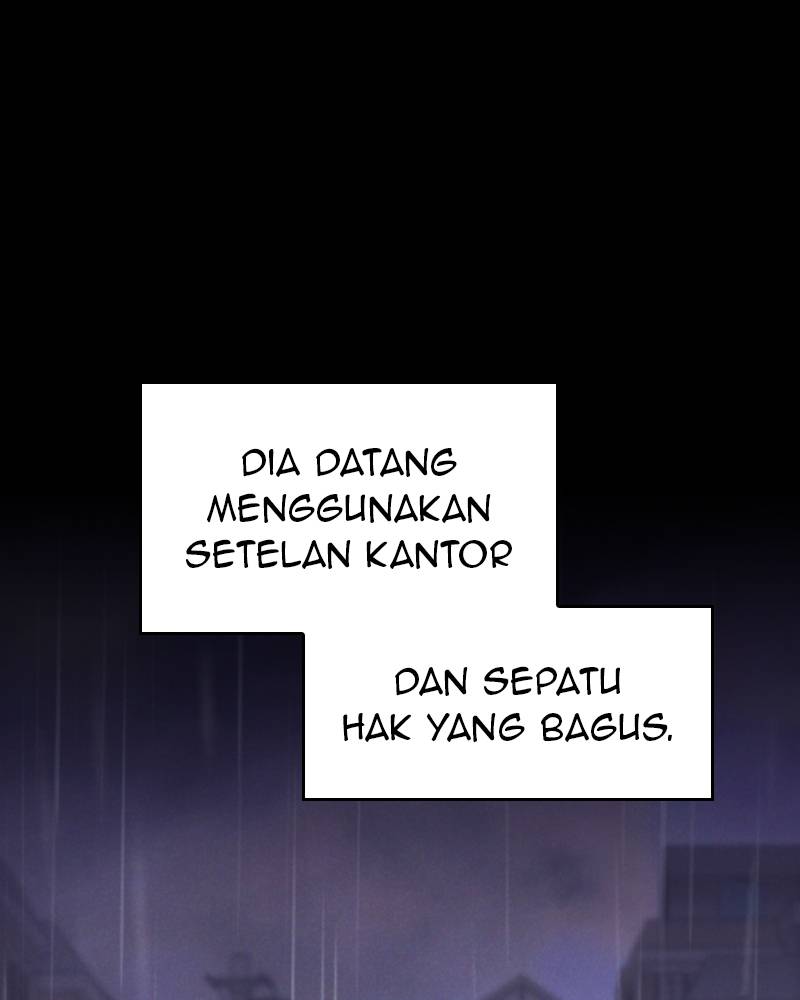 DIA DATANG
MENGGUNAKAN
SETELAN KANTOR
DAN SEPATU
HAK YANG BAGUS.